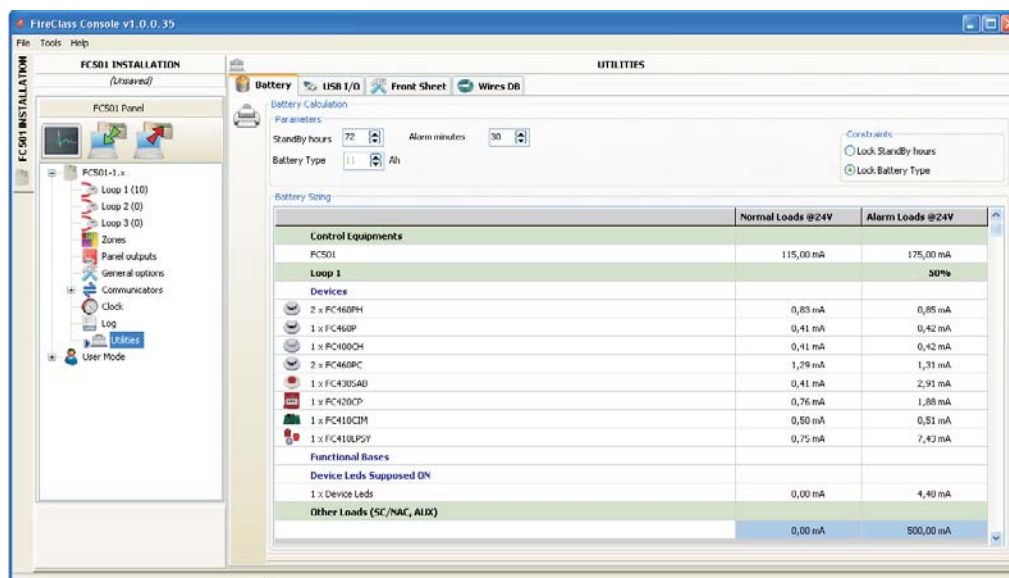 FireClass Console v1.0.0.35
File Tools Help
FC501 INSTALLATION
FC501 INSTALLATION
(Unsaved)
FC501 Panel
FC501-1.x
Loop 1 (10)
Loop 2 (0)
Loop 3 (0)
Zones
Panel outputs
General options
Communicators
Clock
Log
Utilities
User Mode
UTILITIES
Battery USB I/O Front Sheet Wires DB
Battery Calculation
Parameters
StandBy hours 72 Alarm minutes 30
Battery Type 11 Ah
Constraints
Lock StandBy hours
Lock Battery Type
Battery Sizing
Normal Loads @24V Alarm Loads @24V
Control Equipments
FC501 115,00 mA 175,00 mA
Loop 1 50%
Devices
2 x FC460PH 0,83 mA 0,85 mA
1 x FC460P 0,41 mA 0,42 mA
1 x FC400CH 0,41 mA 0,42 mA
2 x FC460PC 1,29 mA 1,31 mA
1 x FC430SAB 0,41 mA 2,91 mA
1 x FC420CP 0,76 mA 1,88 mA
1 x FC410CIM 0,50 mA 0,51 mA
1 x FC410LPSY 0,75 mA 7,43 mA
Functional Bases
Device Leds Supposed ON
1 x Device Leds 0,00 mA 4,40 mA
Other Loads (SC/NAC, AUX)
0,00 mA 500,00 mA